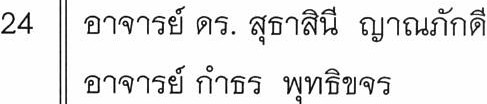 24 อาจารย์ ดร. สุธาสินี ญาณภักดี
อาจารย์ กำธร พุทธิขจร